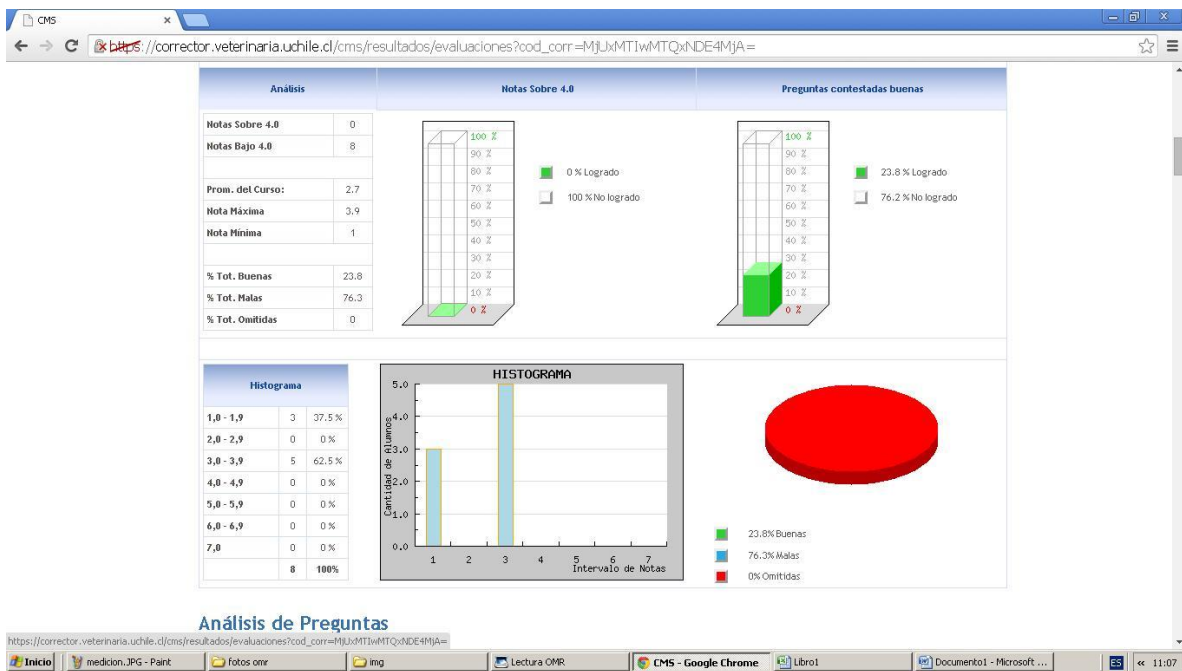 CMS
https://corrector.veterinaria.uchile.cl/cms/resultados/evaluaciones?cod_corr=MjUxMTIwMTQxNDE4MjA=
Análisis Notas Sobre 4.0 Preguntas contestadas buenas
Notas Sobre 4.0 0
Notas Bajo 4.0 8
Prom. del Curso: 2.7
Nota Máxima 3.9
Nota Mínima 1
% Tot. Buenas 23.8
% Tot. Malas 76.3
% Tot. Omitidas 0
100 %
90 %
80 %
70 %
60 %
50 %
40 %
30 %
20 %
10 %
0 %
0 % Logrado
100 % No logrado
100 %
90 %
80 %
70 %
60 %
50 %
40 %
30 %
20 %
10 %
0 %
23.8 % Logrado
76.2 % No logrado
Histograma
1,0 - 1,9 3 37.5 %
2,0 - 2,9 0 0 %
3,0 - 3,9 5 62.5 %
4,0 - 4,9 0 0 %
5,0 - 5,9 0 0 %
6,0 - 6,9 0 0 %
7,0 0 0 %
8 100%
HISTOGRAMA
Cantidad de Alumnos
5.0
4.0
3.0
2.0
1.0
0.0
1 2 3 4 5 6 7
Intervalo de Notas
23.8% Buenas
76.3% Malas
0% Omitidas
Análisis de Preguntas
https://corrector.veterinaria.uchile.cl/cms/resultados/evaluaciones?cod_corr=MjUxMTIwMTQxNDE4MjA=
Inicio medicion.JPG - Paint fotos omr img Lectura OMR CMS - Google Chrome Libro1 Documento1 - Microsoft ... ES « 11:07